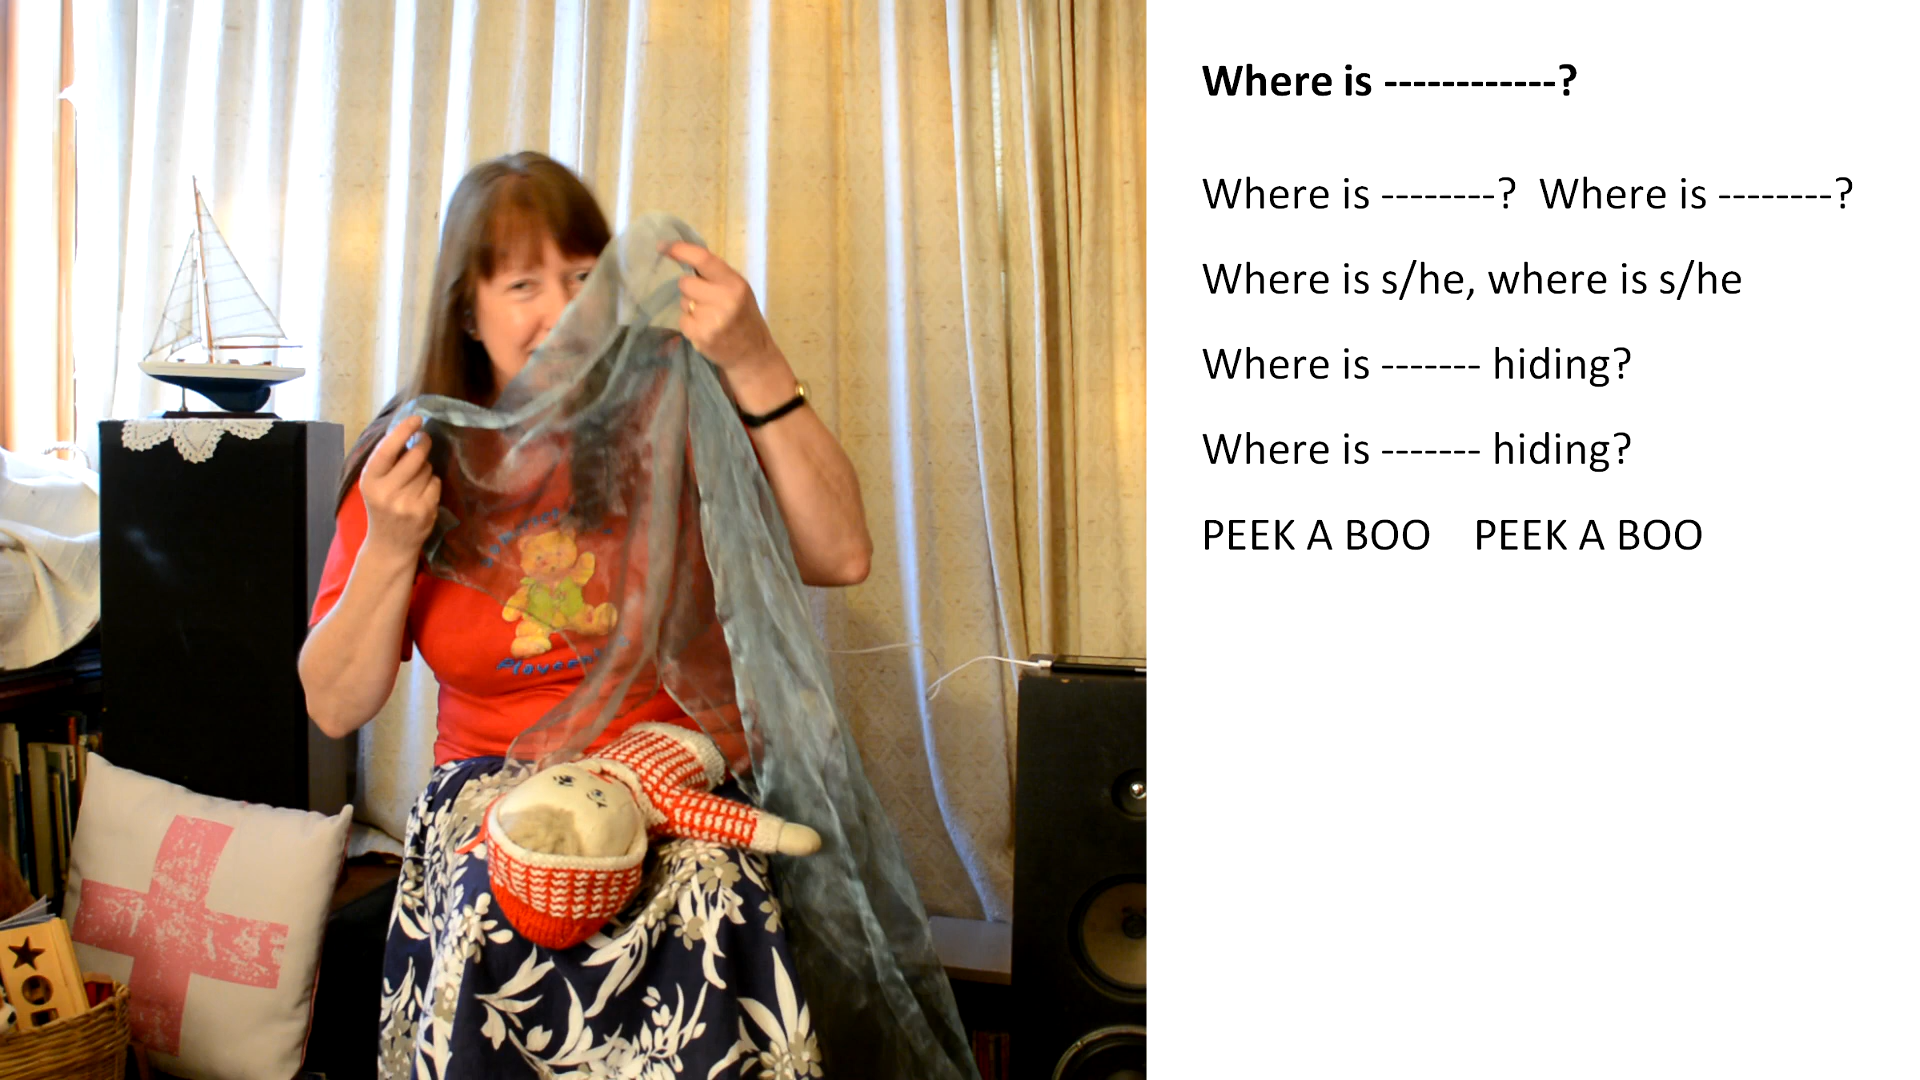 Where is ------------?
Where is --------?  Where is --------?
Where is s/he, where is s/he
Where is ------- hiding?
Where is ------- hiding?
PEEK A BOO    PEEK A BOO